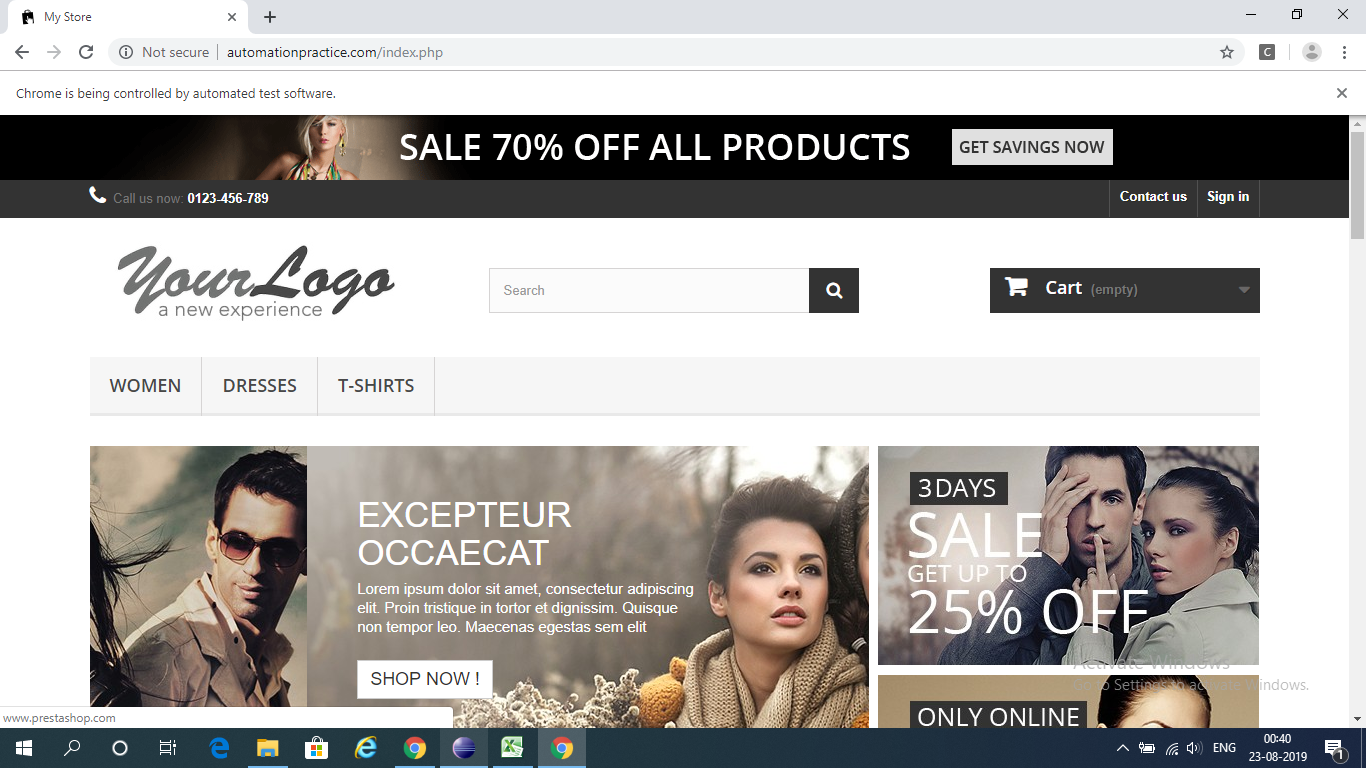 My Store
Not secure
automationpractice.com/index.php
C
Chrome is being controlled by automated test software.
SALE 70% OFF ALL PRODUCTS
GET SAVINGS NOW
Call us now: 0123-456-789
Contact us
Sign in
YourLogo
a new experience
Search
Cart (empty)
WOMEN
DRESSES
T-SHIRTS
EXCEPTEUR
OCCAECAT
Lorem ipsum dolor sit amet, consectetur adipiscing
elit. Proin tristique in tortor et dignissim. Quisque
non tempor leo. Maecenas egestas sem elit
SHOP NOW !
3 DAYS
SALE
GET UP TO
25% OFF
Activate Windows
Go to Settings to activate Windows.
ONLY ONLINE
www.prestashop.com
ENG
00:40
23-08-2019
1